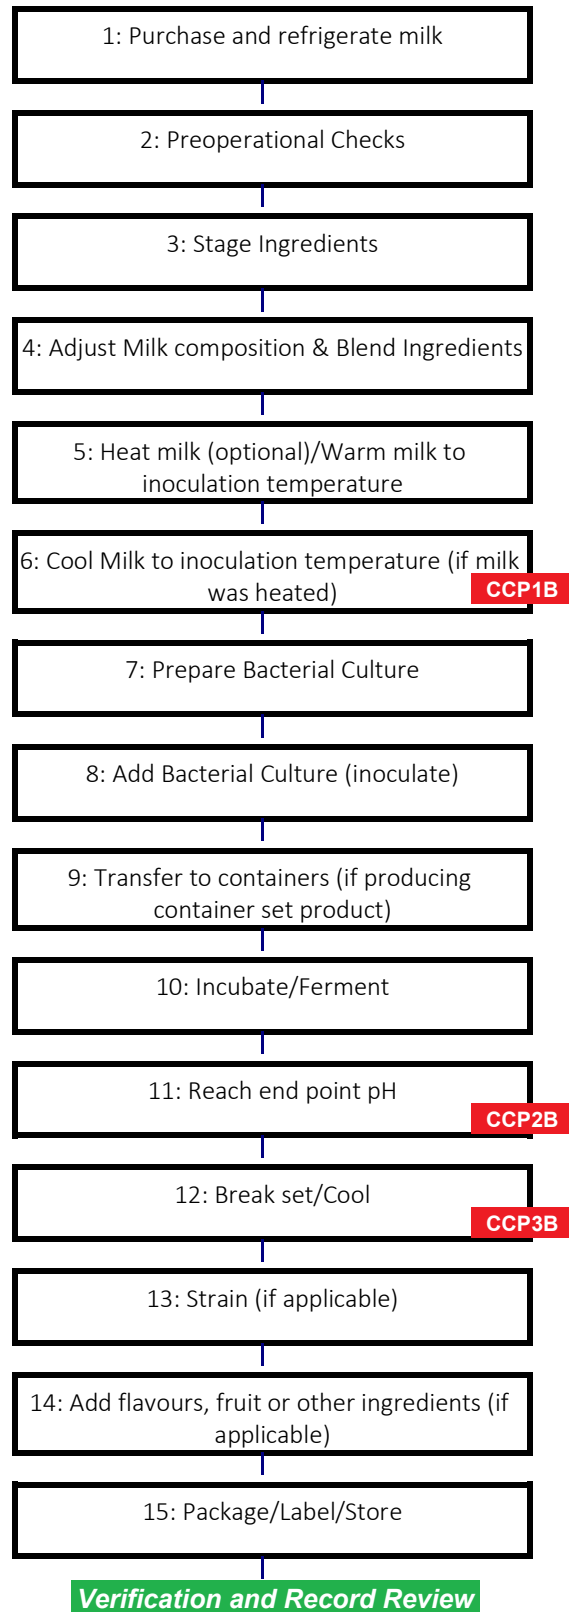 1: Purchase and refrigerate milk
2: Preoperational Checks
3: Stage Ingredients
4: Adjust Milk composition & Blend Ingredients
5: Heat milk (optional)/Warm milk to
inoculation temperature
6: Cool Milk to inoculation temperature (if milk
was heated)
CCP1B
7: Prepare Bacterial Culture
8: Add Bacterial Culture (inoculate)
9: Transfer to containers (if producing
container set product)
10: Incubate/Ferment
11: Reach end point pH
CCP2B
12: Break set/Cool
CCP3B
13: Strain (if applicable)
14: Add flavours, fruit or other ingredients (if
applicable)
15: Package/Label/Store
Verification and Record Review